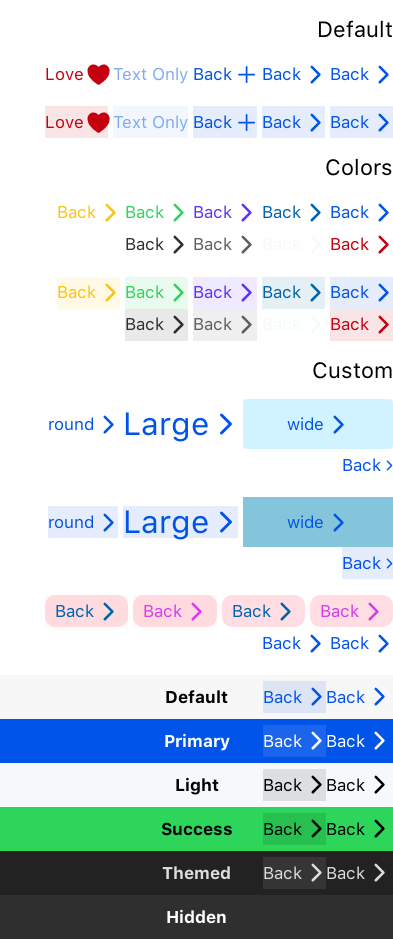 Default
Love Text Only Back Back Back
Love Text Only Back Back Back
Colors
Back Back Back Back Back
Back Back Back
Back Back Back Back Back
Back Back Back
Custom
round Large wide
Back
round Large wide
Back
Back Back Back Back
Back Back
Default Back Back
Primary Back Back
Light Back Back
Success Back Back
Themed Back Back
Hidden